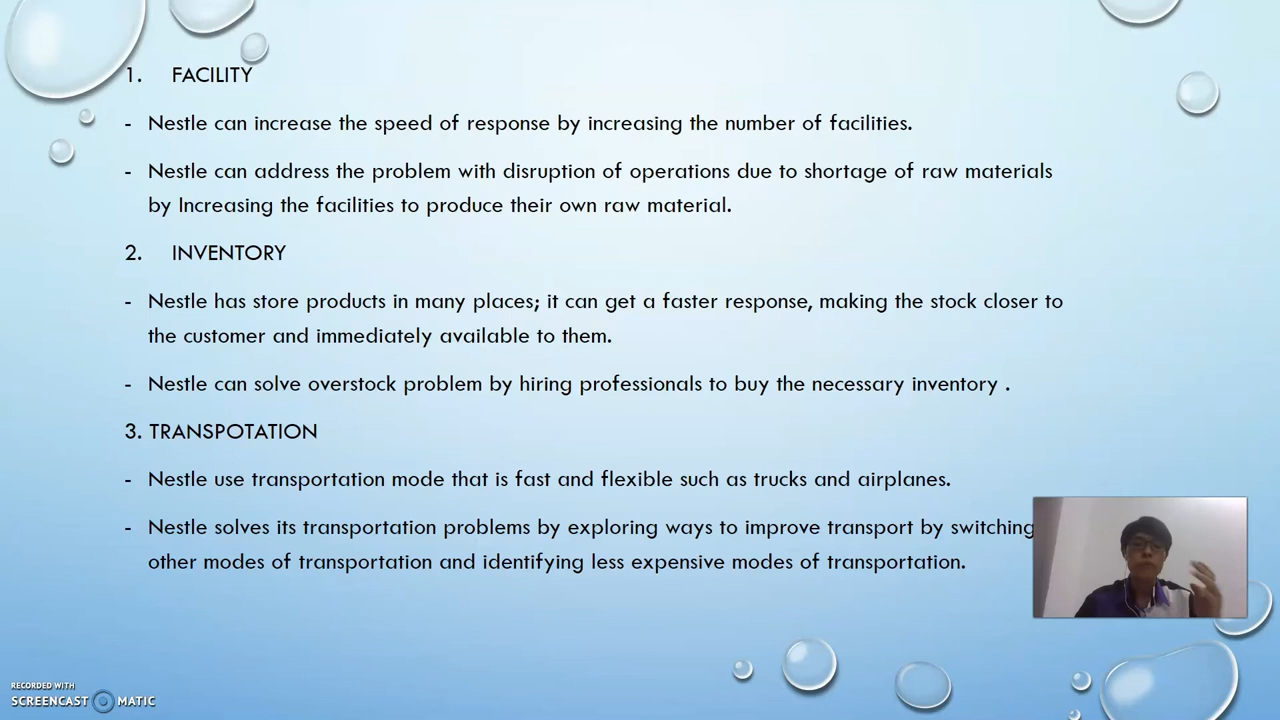 1. FACILITY
- Nestle can increase the speed of response by increasing the number of facilities.
- Nestle can address the problem with disruption of operations due to shortage of raw materials
by Increasing the facilities to produce their own raw material.
2. INVENTORY
- Nestle has store products in many places; it can get a faster response, making the stock closer to
the customer and immediately available to them.
- Nestle can solve overstock problem by hiring professionals to buy the necessary inventory .
3. TRANSPOTATION
- Nestle use transportation mode that is fast and flexible such as trucks and airplanes.
- Nestle solves its transportation problems by exploring ways to improve transport by switching
other modes of transportation and identifying less expensive modes of transportation.
RECORDED WITH
SCREENCAST MATIC